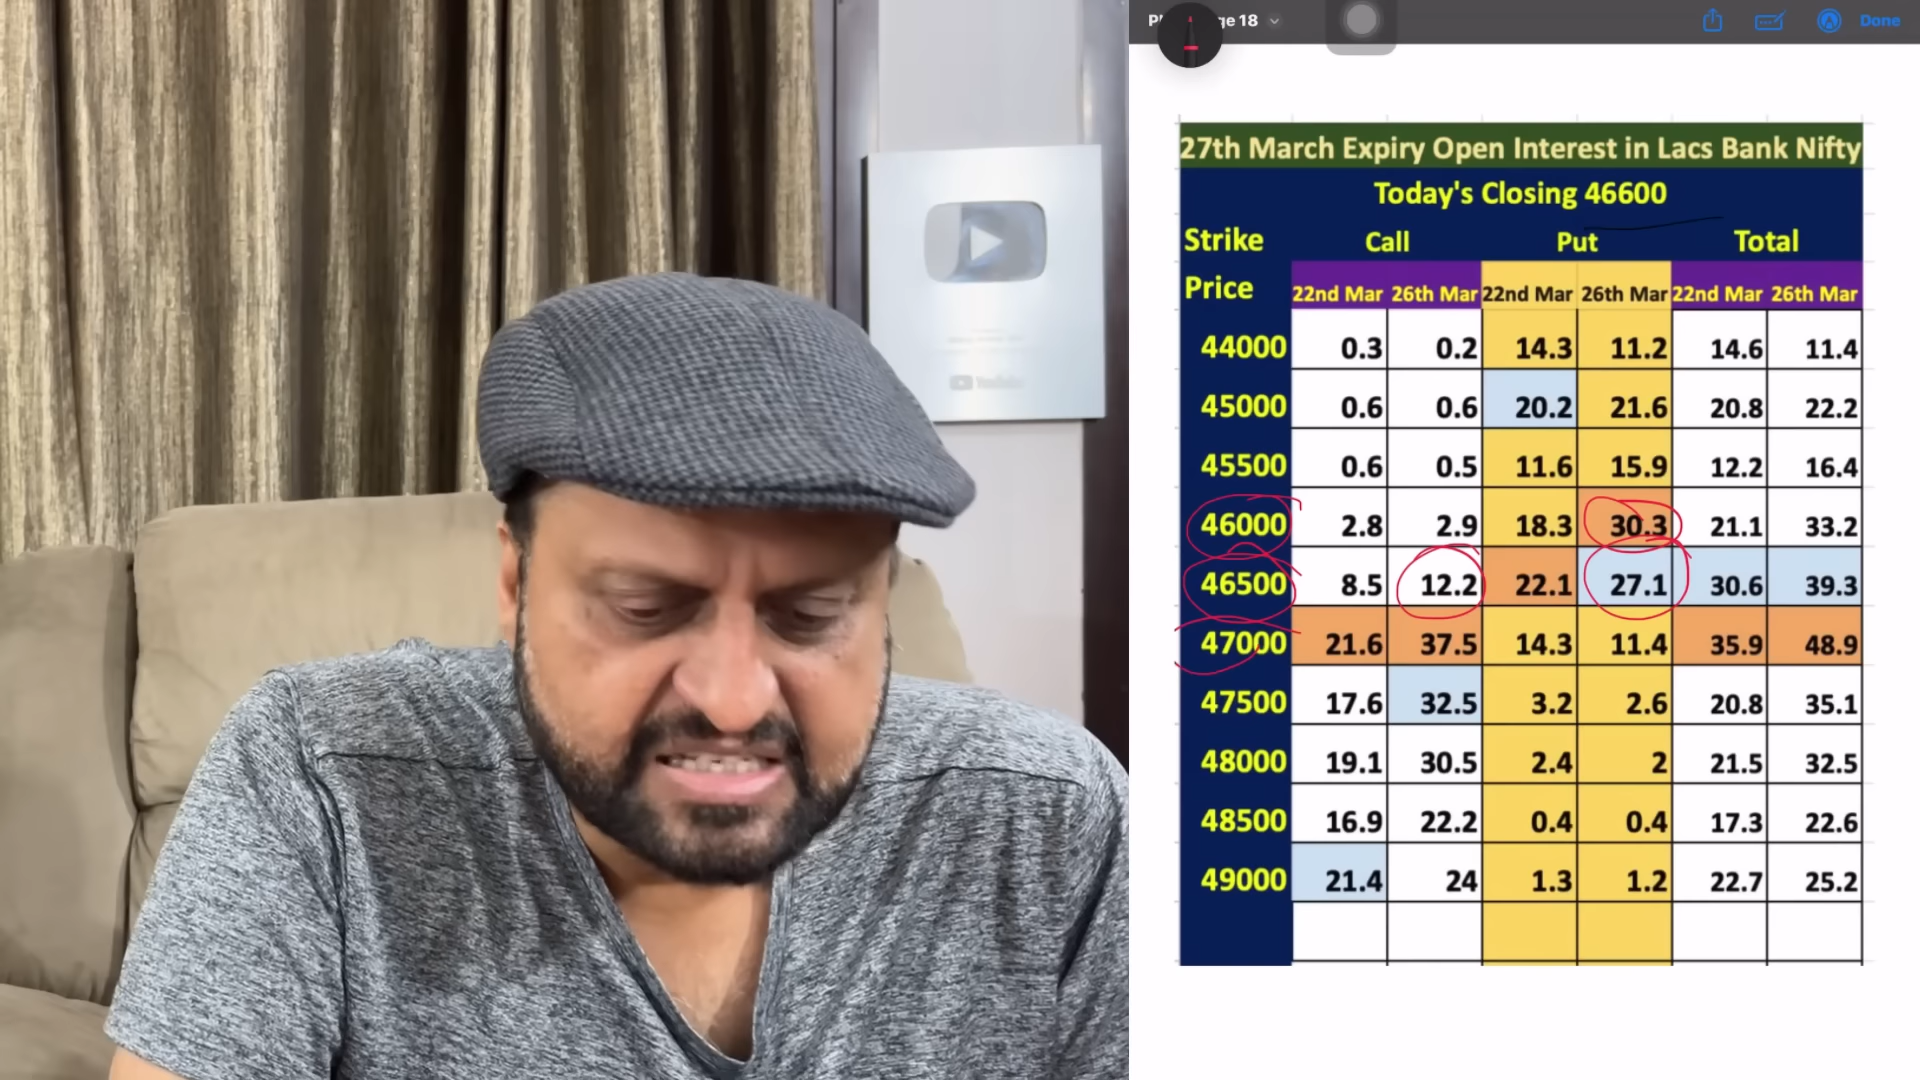 ge 18
Done
27th March Expiry Open Interest in Lacs Bank Nifty
Today's Closing 46600
Strike Price Call Put Total
22nd Mar 26th Mar 22nd Mar 26th Mar 22nd Mar 26th Mar
44000 0.3 0.2 14.3 11.2 14.6 11.4
45000 0.6 0.6 20.2 21.6 20.8 22.2
45500 0.6 0.5 11.6 15.9 12.2 16.4
46000 2.8 2.9 18.3 30.3 21.1 33.2
46500 8.5 12.2 22.1 27.1 30.6 39.3
47000 21.6 37.5 14.3 11.4 35.9 48.9
47500 17.6 32.5 3.2 2.6 20.8 35.1
48000 19.1 30.5 2.4 2 21.5 32.5
48500 16.9 22.2 0.4 0.4 17.3 22.6
49000 21.4 24 1.3 1.2 22.7 25.2